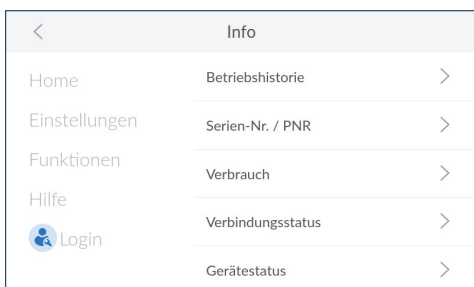 Info
Home
Einstellungen
Funktionen
Hilfe
Login
Betriebshistorie
Serien-Nr. / PNR
Verbrauch
Verbindungsstatus
Gerätestatus